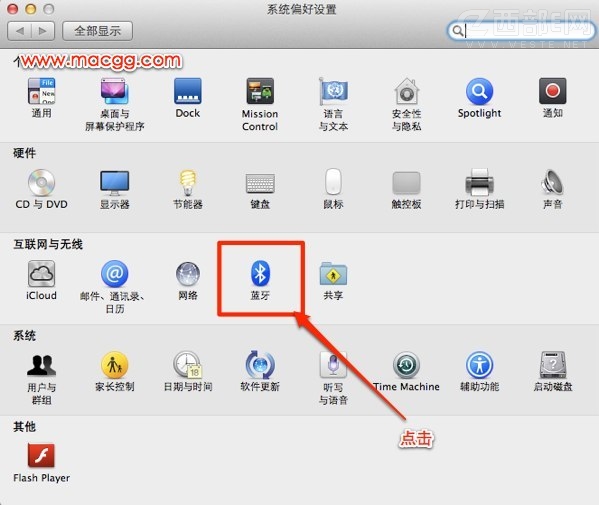 系统偏好设置
全部显示
西部E网
WWW.VESTE.NET
www.macgg.com
个
通用
桌面与
屏幕保护程序
Dock
Mission
Control
语言
与文本
安全性
与隐私
Spotlight
通知
硬件
CD 与 DVD
显示器
节能器
键盘
鼠标
触控板
打印与扫描
声音
互联网与无线
iCloud
邮件、通讯录、
日历
网络
蓝牙
共享
系统
用户与
群组
家长控制
日期与时间
软件更新
听写
与语音
Time Machine
辅助功能
启动磁盘
点击
其他
Flash Player